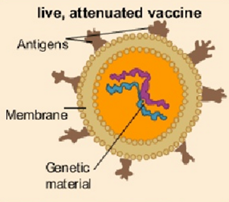 live, attenuated vaccine
Antigens
Membrane
Genetic
material